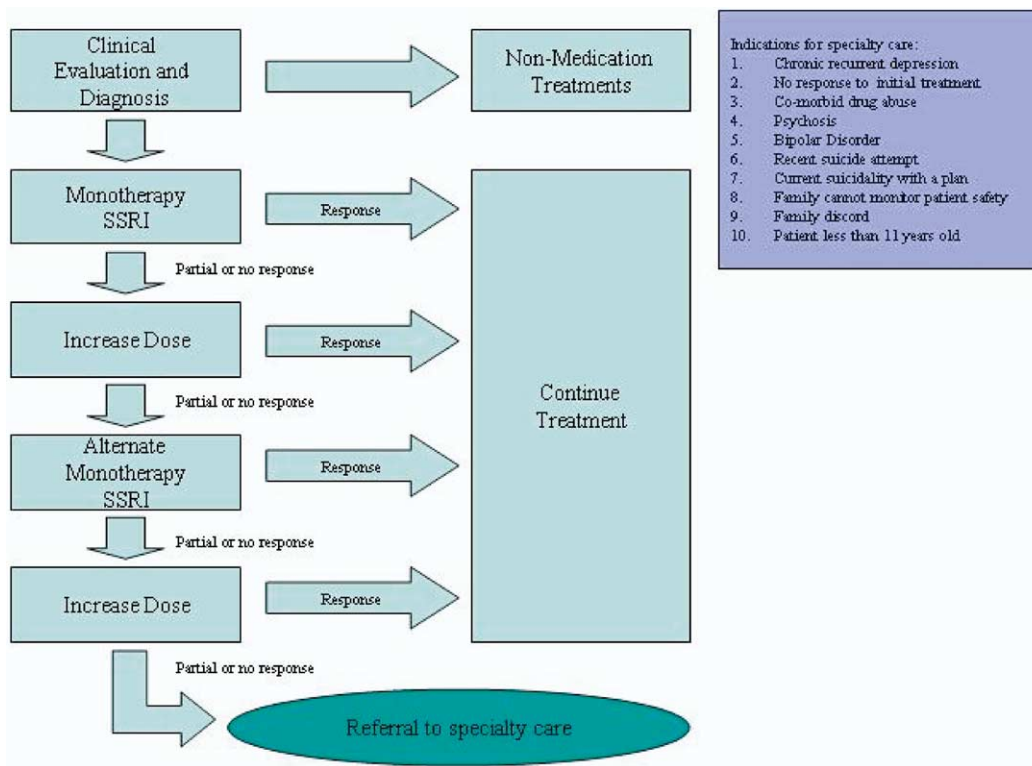 Clinical
Evaluation and
Diagnosis
Non-Medication
Treatments
Indications for specialty care:
1. Chronic recurrent depression
2. No response to initial treatment
3. Co-morbid drug abuse
4. Psychosis
5. Bipolar Disorder
6. Recent suicide attempt
7. Current suicidality with a plan
8. Family cannot monitor patient safety
9. Family discord
10. Patient less than 11 years old
Monotherapy
SSRI
Response
Partial or no response
Increase Dose
Response
Continue
Treatment
Partial or no response
Alternate
Monotherapy
SSRI
Response
Partial or no response
Increase Dose
Response
Partial or no response
Referral to specialty care